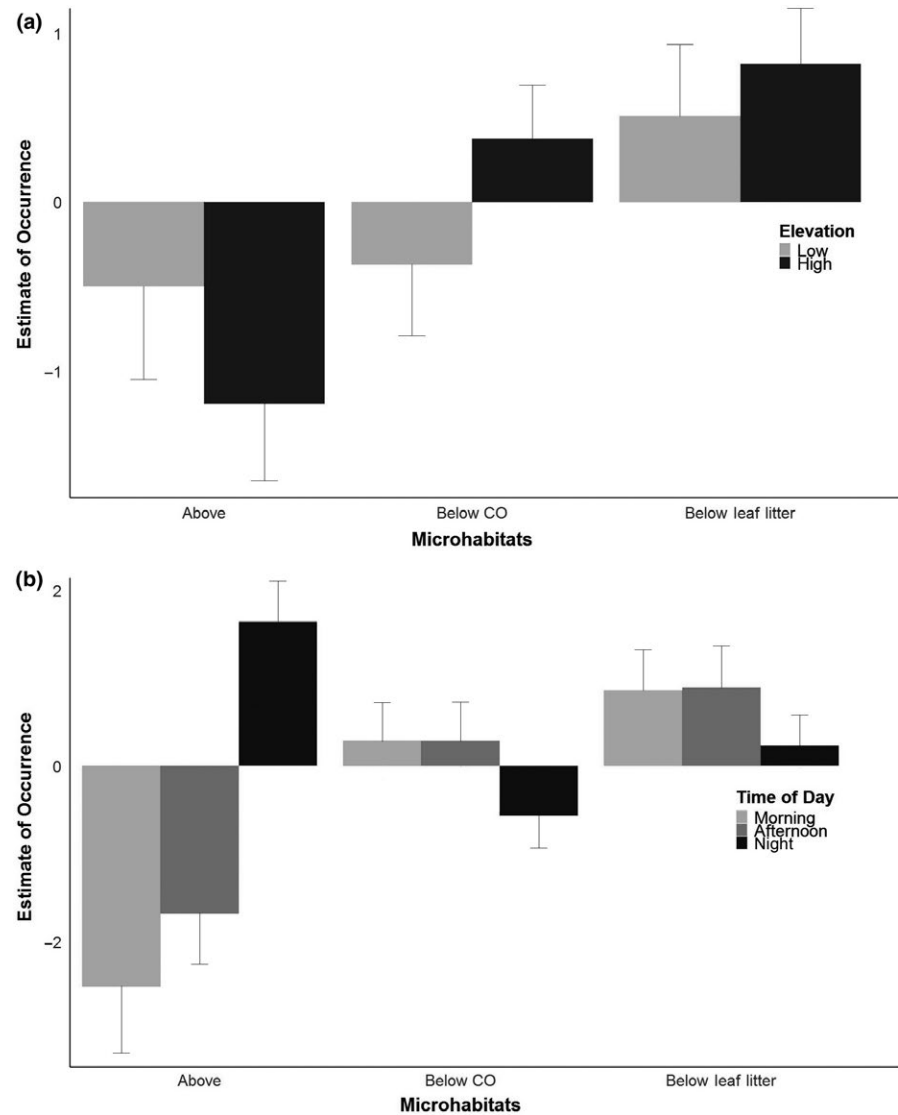 (a)
1
0
−1
Estimate of Occurrence
Elevation
Low
High
Above
Below CO
Below leaf litter
Microhabitats
(b)
2
0
−2
Estimate of Occurrence
Time of Day
Morning
Afternoon
Night
Above
Below CO
Below leaf litter
Microhabitats